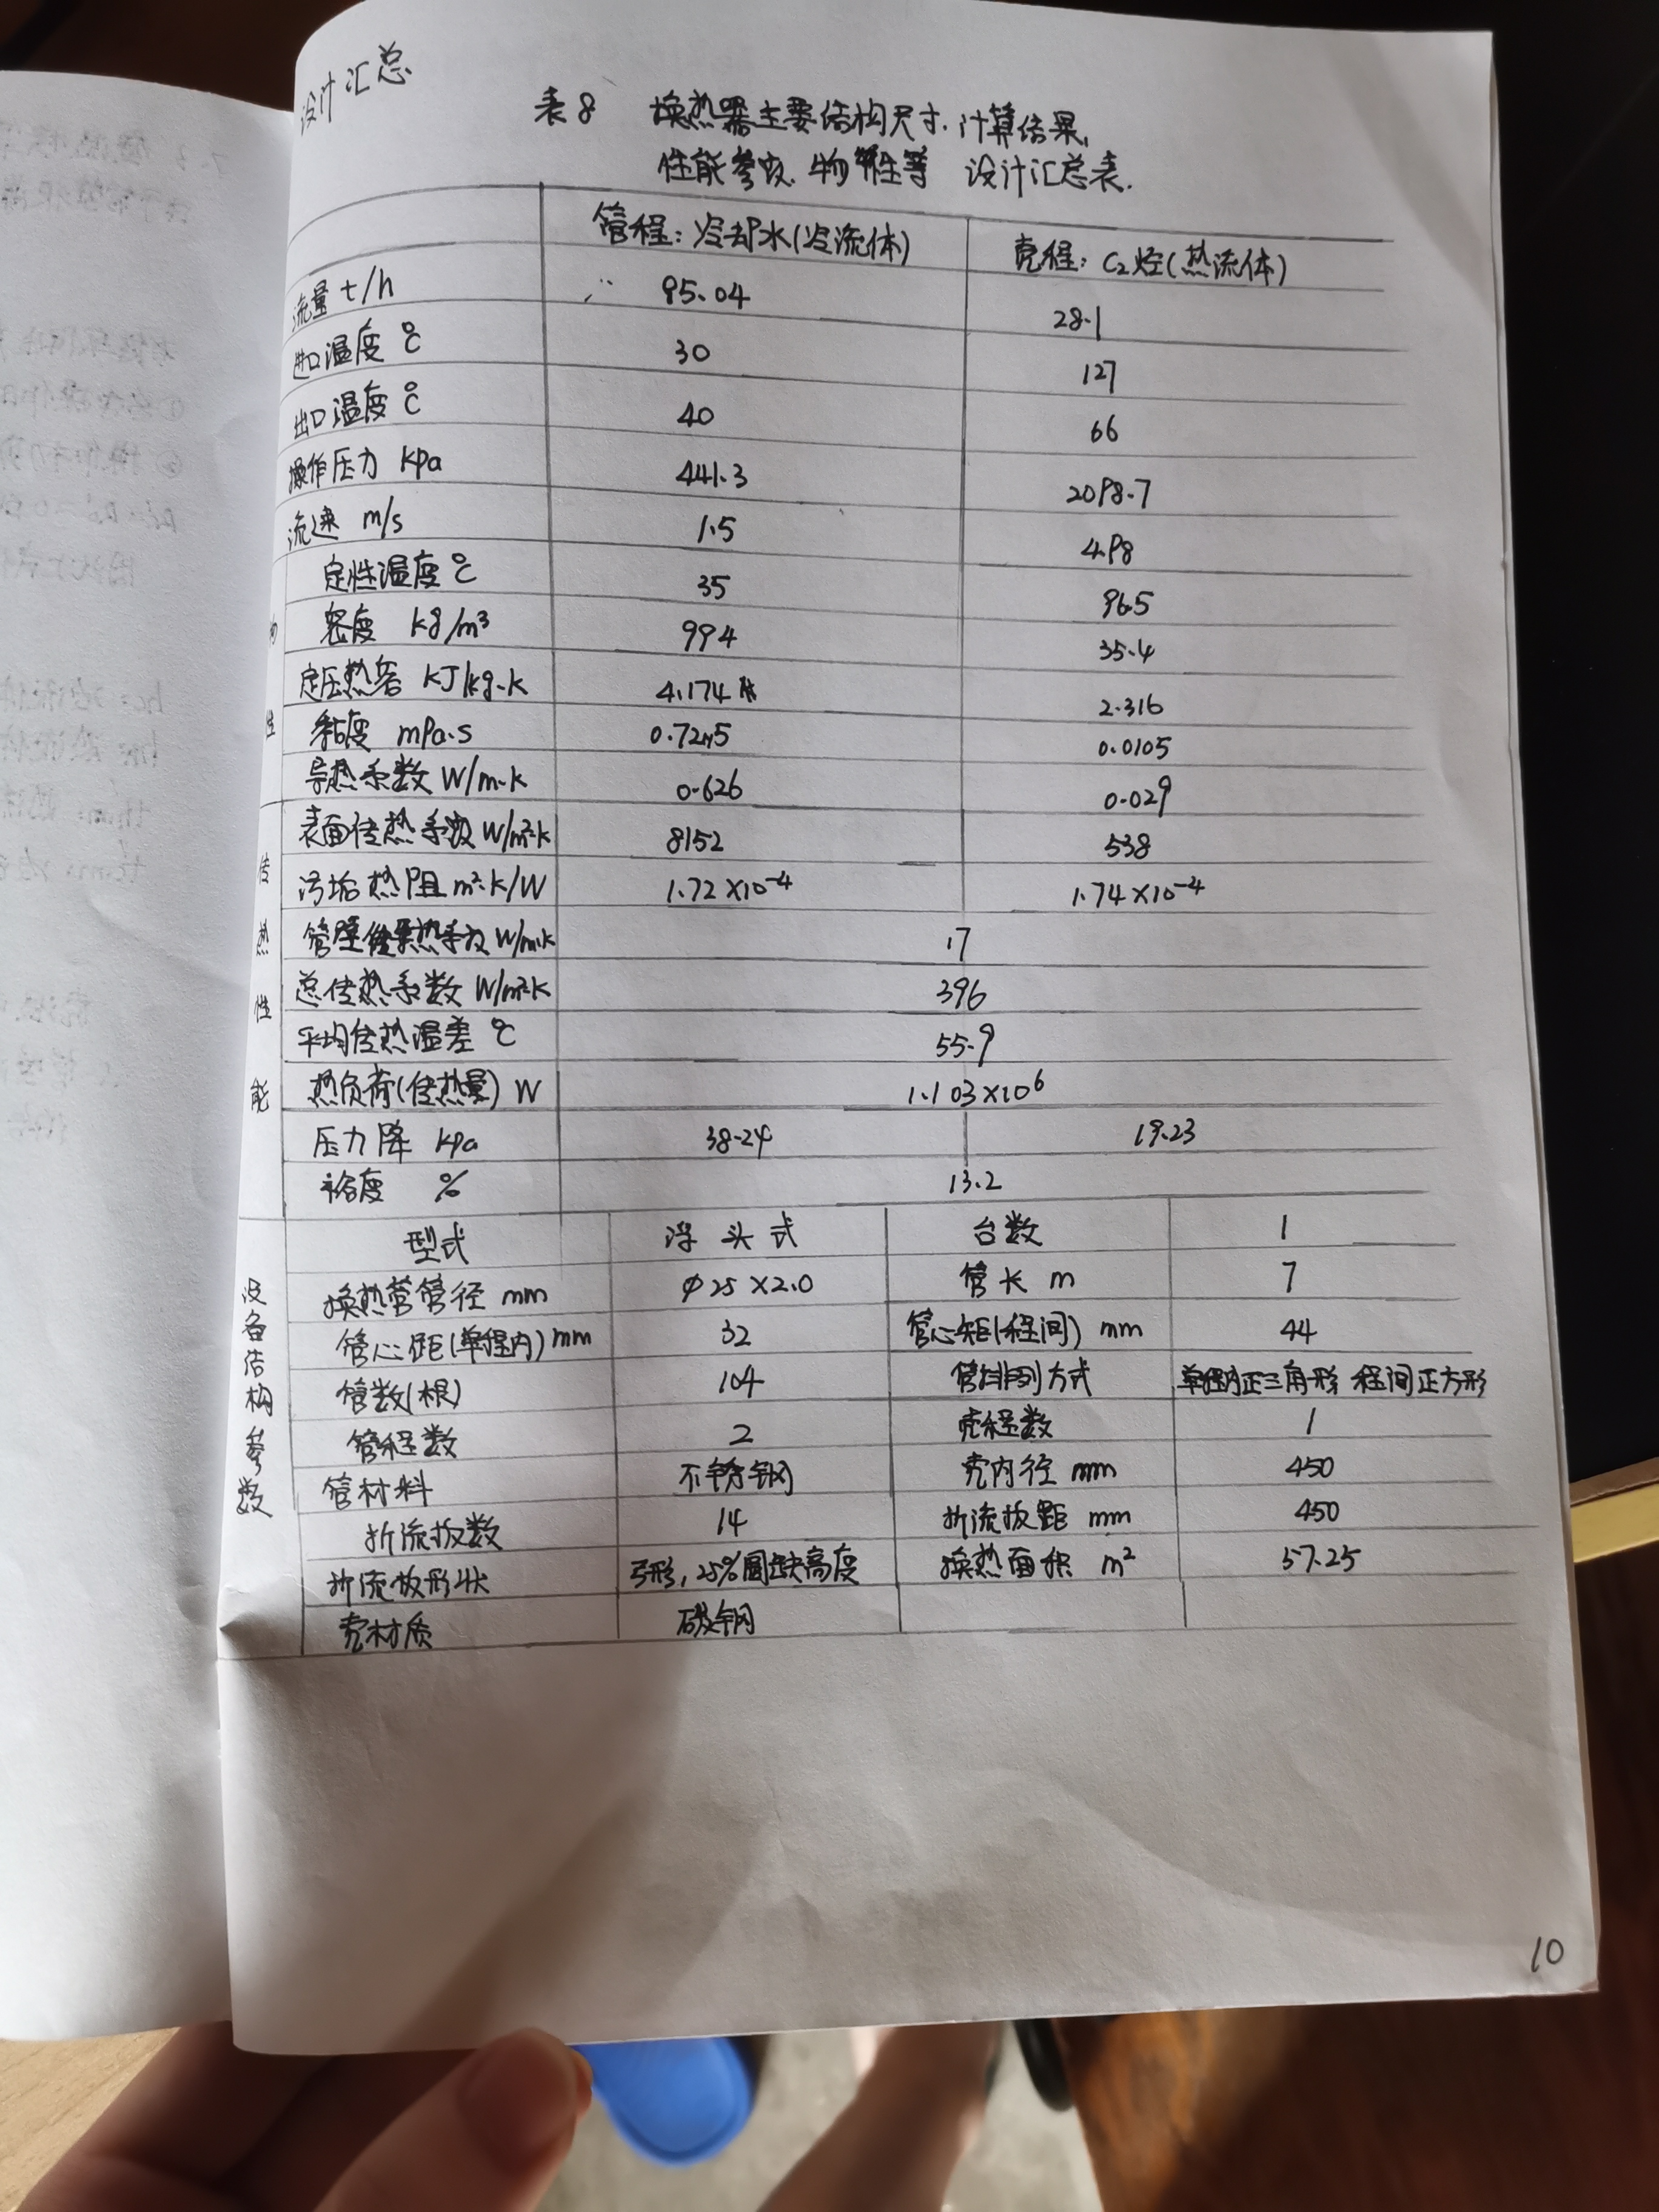 设计汇总
表8 换热器主要结构尺寸.计算结果,
性能参数.物性等 设计汇总表.
管程:冷却水(冷流体) 壳程:C2烃(热流体)
流量 t/h 95.04 28.1
进口温度 ℃ 30 127
出口温度 ℃ 40 66
操作压力 kpa 441.3 2098.7
流速 m/s 1.5 4.98
定性温度 ℃ 35 96.5
密度 kg/m³ 994 35.4
定压热容 kJ/kg.k 4.174 2.316
黏度 mpa.s 0.725 0.0105
导热系数 W/m.k 0.626 0.029
表面传热系数 W/m².k 8152 538
污垢热阻 m².k/W 1.72×10⁻⁴ 1.74×10⁻⁴
管壁导热系数 W/m.k 17
总传热系数 W/m².k 396
平均传热温差 ℃ 55.9
热负荷(传热量) W 1.103×10⁶
压力降 kpa 38.24 19.23
裕度 % 13.2
性
传热性能
型式 浮头式 台数 1
换热管管径 mm φ25×2.0 管长 m 7
管心距(单程内) mm 32 管心矩(程间) mm 44
管数(根) 104 管排列方式 单程内正三角形 程间正方形
管程数 2 壳程数 1
管材料 不锈钢 壳内径 mm 450
折流板数 14 折流板距 mm 450
折流板形状 弓形,25%圆缺高度 换热面积 m² 57.25
壳材质 碳钢
设备结构参数
10